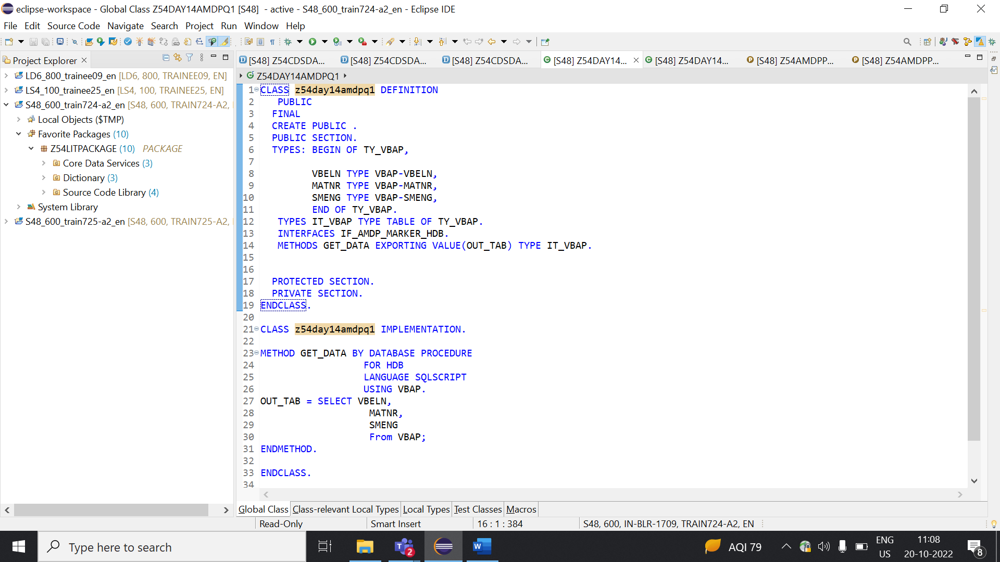 eclipse-workspace - Global Class Z54DAY14AMDPQ1 [S48]  - active - S48_600_train724-a2_en - Eclipse IDE
File Edit Source Code Navigate Search Project Run Window Help
Project Explorer
LD6_800_trainee09_en [LD6, 800, TRAINEE09, EN]
LS4_100_trainee25_en [LS4, 100, TRAINEE25, EN]
S48_600_train724-a2_en [S48, 600, TRAIN724-A2,
Local Objects ($TMP)
Favorite Packages (10)
Z54LITPACKAGE (10) PACKAGE
Core Data Services (3)
Dictionary (3)
Source Code Library (4)
System Library
S48_600_train725-a2_en [S48, 600, TRAIN725-A2,
[S48] Z54CDSDA... [S48] Z54CDSDA... [S48] Z54CDSDA... [S48] Z54DAY14... [S48] Z54DAY14... [S48] Z54AMDPP... [S48] Z54AMDPP...
Z54DAY14AMDPQ1
1 CLASS z54day14amdpq1 DEFINITION
2 PUBLIC
3 FINAL
4 CREATE PUBLIC .
5 PUBLIC SECTION.
6 TYPES: BEGIN OF TY_VBAP,
7
8 VBELN TYPE VBAP-VBELN,
9 MATNR TYPE VBAP-MATNR,
10 SMENG TYPE VBAP-SMENG,
11 END OF TY_VBAP.
12 TYPES IT_VBAP TYPE TABLE OF TY_VBAP.
13 INTERFACES IF_AMDP_MARKER_HDB.
14 METHODS GET_DATA EXPORTING VALUE(OUT_TAB) TYPE IT_VBAP.
15
16
17 PROTECTED SECTION.
18 PRIVATE SECTION.
19 ENDCLASS.
20
21 CLASS z54day14amdpq1 IMPLEMENTATION.
22
23 METHOD GET_DATA BY DATABASE PROCEDURE
24 FOR HDB
25 LANGUAGE SQLSCRIPT
26 USING VBAP.
27 OUT_TAB = SELECT VBELN,
28 MATNR,
29 SMENG
30 From VBAP;
31 ENDMETHOD.
32
33 ENDCLASS.
34
Global Class Class-relevant Local Types Local Types Test Classes Macros
Read-Only Smart Insert 16 : 1 : 384 S48, 600, IN-BLR-1709, TRAIN724-A2, EN
Type here to search
2
W
AQI 79
ENG
US
11:08
20-10-2022
8